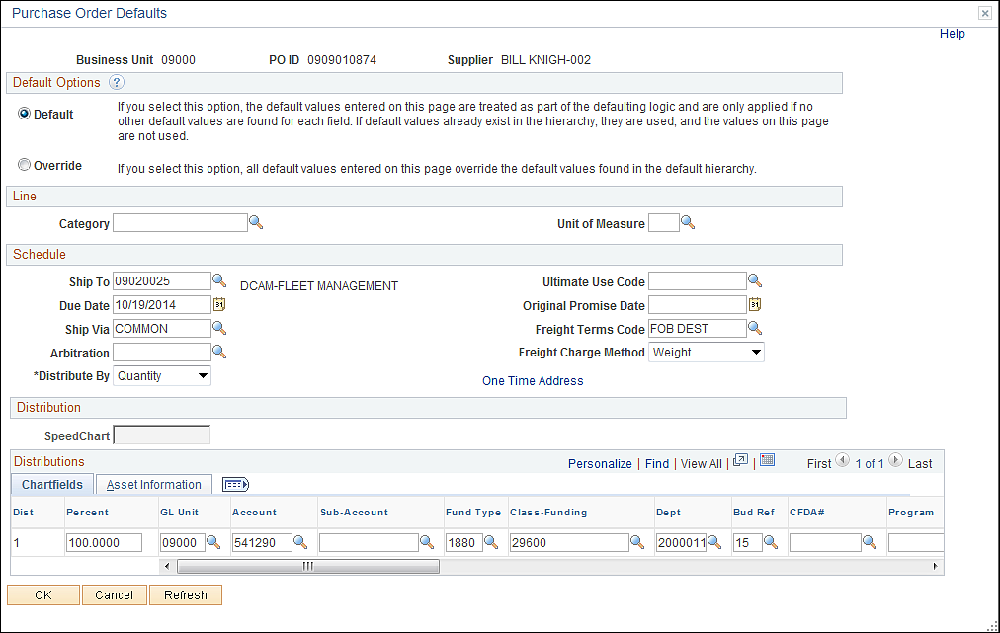 Purchase Order Defaults
Help
Business Unit 09000 PO ID 0909010874 Supplier BILL KNIGH-002
Default Options ?
Default If you select this option, the default values entered on this page are treated as part of the defaulting logic and are only applied if no
other default values are found for each field. If default values already exist in the hierarchy, they are used, and the values on this page
are not used.
Override If you select this option, all default values entered on this page override the default values found in the default hierarchy.
Line
Category Unit of Measure
Schedule
Ship To 09020025 DCAM-FLEET MANAGEMENT Ultimate Use Code
Due Date 10/19/2014 31 Original Promise Date 31
Ship Via COMMON Freight Terms Code FOB DEST
Arbitration Freight Charge Method Weight
*Distribute By Quantity One Time Address
Distribution
SpeedChart
Distributions Personalize | Find | View All | | First 1 of 1 Last
Chartfields Asset Information
Dist Percent GL Unit Account Sub-Account Fund Type Class-Funding Dept Bud Ref CFDA# Program
1 100.0000 09000 541290 1880 29600 2000011 15
OK Cancel Refresh